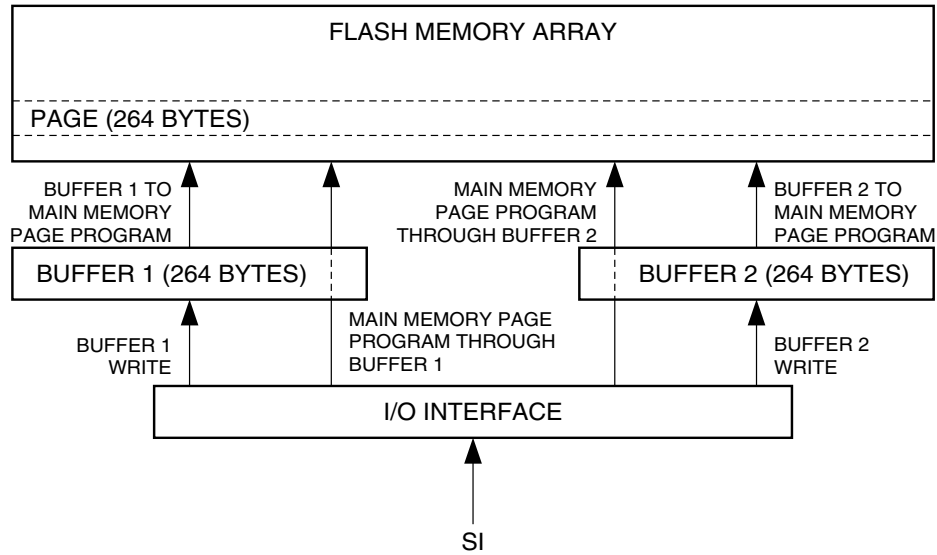 FLASH MEMORY ARRAY
PAGE (264 BYTES)
BUFFER 1 TO
MAIN MEMORY
PAGE PROGRAM
MAIN MEMORY
PAGE PROGRAM
THROUGH BUFFER 2
BUFFER 2 TO
MAIN MEMORY
PAGE PROGRAM
BUFFER 1 (264 BYTES)
BUFFER 2 (264 BYTES)
BUFFER 1
WRITE
MAIN MEMORY PAGE
PROGRAM THROUGH
BUFFER 1
BUFFER 2
WRITE
I/O INTERFACE
SI